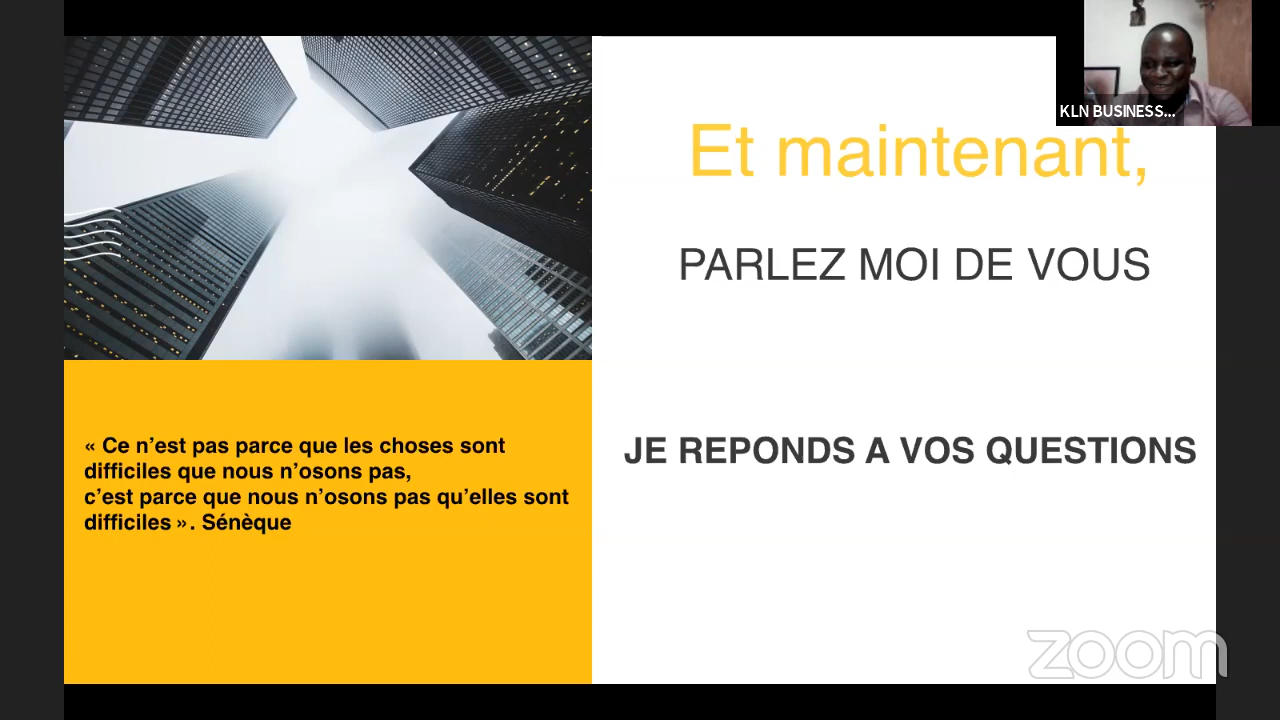 KLN BUSINESS...
Et maintenant,
PARLEZ MOI DE VOUS
« Ce n’est pas parce que les choses sont
difficiles que nous n’osons pas,
c’est parce que nous n’osons pas qu’elles sont
difficiles ». Sénèque
JE REPONDS A VOS QUESTIONS
zoom